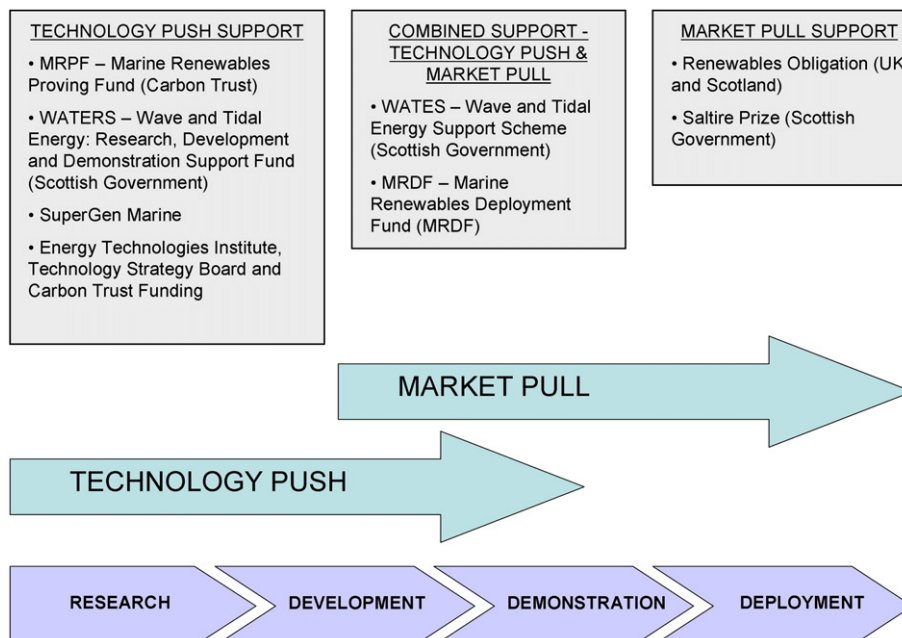 TECHNOLOGY PUSH SUPPORT
• MRPF – Marine Renewables
Proving Fund (Carbon Trust)
• WATERS – Wave and Tidal
Energy: Research, Development
and Demonstration Support Fund
(Scottish Government)
• SuperGen Marine
• Energy Technologies Institute,
Technology Strategy Board and
Carbon Trust Funding
COMBINED SUPPORT -
TECHNOLOGY PUSH &
MARKET PULL
• WATES – Wave and Tidal
Energy Support Scheme
(Scottish Government)
• MRDF – Marine
Renewables Deployment
Fund (MRDF)
MARKET PULL SUPPORT
• Renewables Obligation (UK
and Scotland)
• Saltire Prize (Scottish
Government)
MARKET PULL
TECHNOLOGY PUSH
RESEARCH
DEVELOPMENT
DEMONSTRATION
DEPLOYMENT